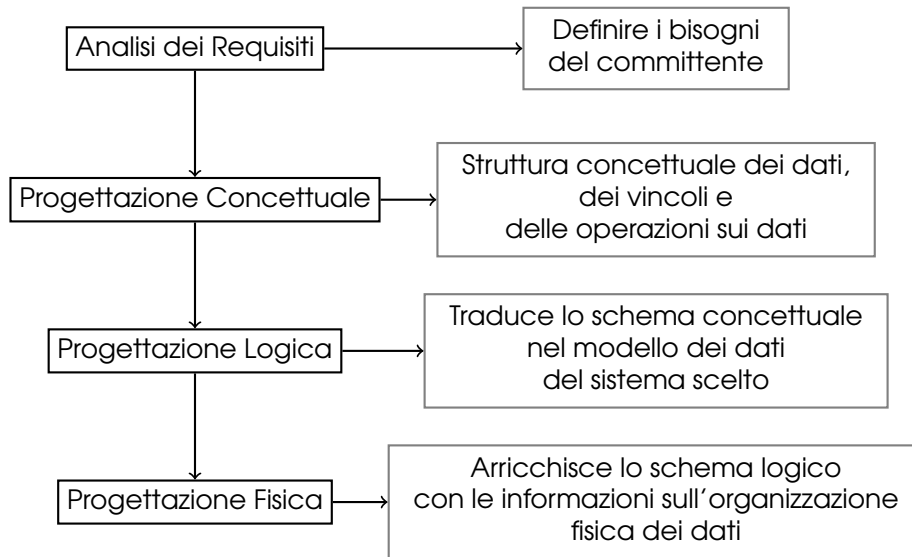 Analisi dei Requisiti
Definire i bisogni
del committente
Progettazione Concettuale
Struttura concettuale dei dati,
dei vincoli e
delle operazioni sui dati
Progettazione Logica
Traduce lo schema concettuale
nel modello dei dati
del sistema scelto
Progettazione Fisica
Arricchisce lo schema logico
con le informazioni sull'organizzazione
fisica dei dati